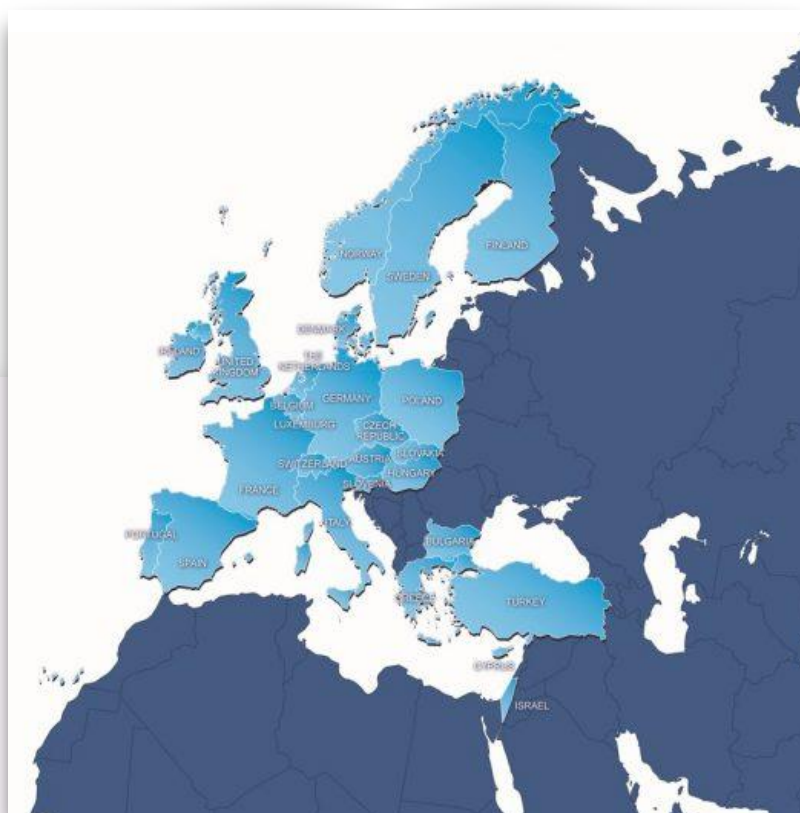 NORWAY
FINLAND
SWEDEN
DENMARK
IRELAND
UNITED
KINGDOM
THE
NETHERLANDS
BELGIUM
GERMANY
POLAND
LUXEMBURG
CZECH
REPUBLIC
SLOVAKIA
SWITZERLAND
AUSTRIA
HUNGARY
SLOVENIA
FRANCE
ITALY
PORTUGAL
SPAIN
BULGARIA
GREECE
TURKEY
CYPRUS
ISRAEL